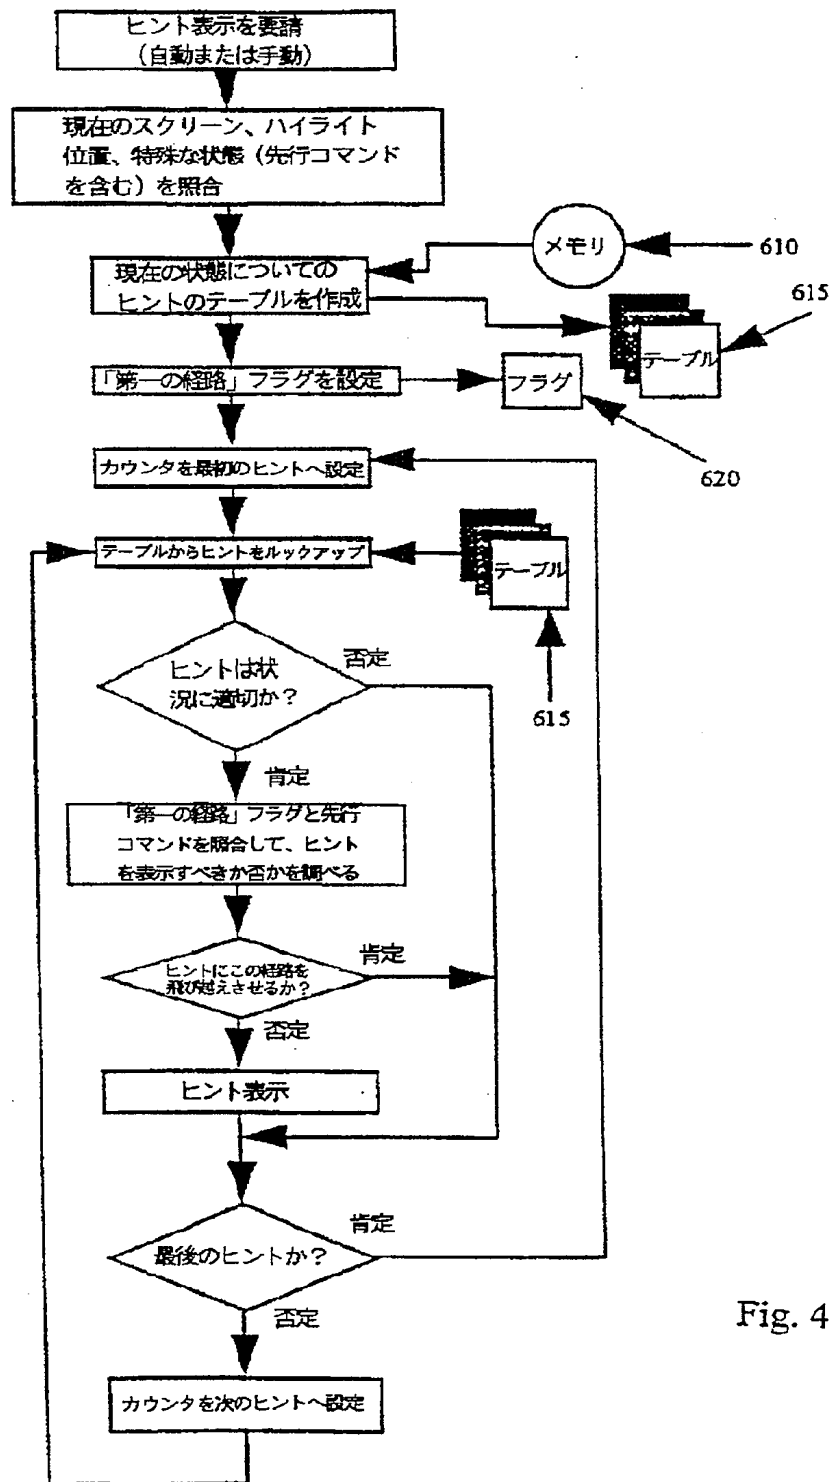 ヒント表示を要請
(自動または手動)
現在のスクリーン、ハイライト
位置、特殊な状態(先行コマンド
を含む)を照合
メモリ
610
現在の状態についての
ヒントのテーブルを作成
615
テーブル
「第一の経路」フラグを設定
フラグ
620
カウンタを最初のヒントへ設定
テーブルからヒントをルックアップ
テーブル
615
ヒントは状
況に適切か?
否定
肯定
「第一の経路」フラグと先行
コマンドを照合して、ヒント
を表示すべきか否かを調べる
ヒントにこの経路を
飛び越えさせるか?
肯定
否定
ヒント表示
最後のヒントか?
肯定
否定
カウンタを次のヒントへ設定
Fig. 4